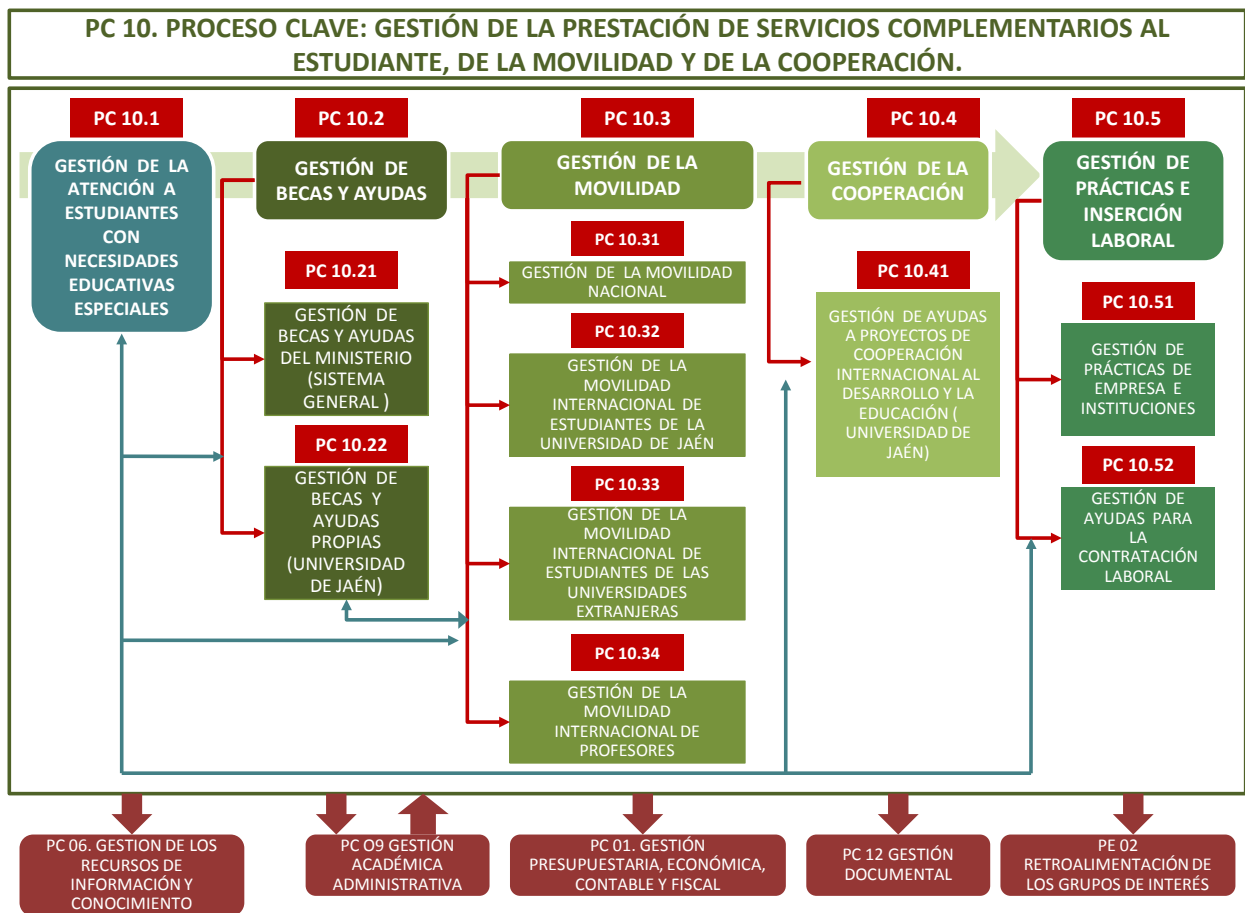 PC 10. PROCESO CLAVE: GESTIÓN DE LA PRESTACIÓN DE SERVICIOS COMPLEMENTARIOS AL
ESTUDIANTE, DE LA MOVILIDAD Y DE LA COOPERACIÓN.
PC 10.1
GESTIÓN DE LA
ATENCIÓN A
ESTUDIANTES
CON
NECESIDADES
EDUCATIVAS
ESPECIALES
PC 10.2
GESTIÓN DE
BECAS Y AYUDAS
PC 10.21
GESTIÓN DE
BECAS Y AYUDAS
DEL MINISTERIO
(SISTEMA
GENERAL )
PC 10.22
GESTIÓN DE
BECAS Y
AYUDAS
PROPIAS
(UNIVERSIDAD
DE JAÉN)
PC 10.3
GESTIÓN DE LA
MOVILIDAD
PC 10.31
GESTIÓN DE LA MOVILIDAD
NACIONAL
PC 10.32
GESTIÓN DE LA
MOVILIDAD
INTERNACIONAL DE
ESTUDIANTES DE LA
UNIVERSIDAD DE JAÉN
PC 10.33
GESTIÓN DE LA
MOVILIDAD
INTERNACIONAL DE
ESTUDIANTES DE LAS
UNIVERSIDADES
EXTRANJERAS
PC 10.34
GESTIÓN DE LA
MOVILIDAD
INTERNACIONAL DE
PROFESORES
PC 10.4
GESTIÓN DE LA
COOPERACIÓN
PC 10.41
GESTIÓN DE AYUDAS
A PROYECTOS DE
COOPERACIÓN
INTERNACIONAL AL
DESARROLLO Y LA
EDUCACIÓN (
UNIVERSIDAD DE
JAÉN)
PC 10.5
GESTIÓN DE
PRÁCTICAS E
INSERCIÓN
LABORAL
PC 10.51
GESTIÓN DE
PRÁCTICAS DE
EMPRESA E
INSTITUCIONES
PC 10.52
GESTIÓN DE
AYUDAS PARA
LA
CONTRATACIÓN
LABORAL
PC 06. GESTION DE LOS
RECURSOS DE
INFORMACIÓN Y
CONOCIMIENTO
PC O9 GESTIÓN
ACADÉMICA
ADMINISTRATIVA
PC 01. GESTIÓN
PRESUPUESTARIA, ECONÓMICA,
CONTABLE Y FISCAL
PC 12 GESTIÓN
DOCUMENTAL
PE 02
RETROALIMENTACIÓN DE
LOS GRUPOS DE INTERÉS